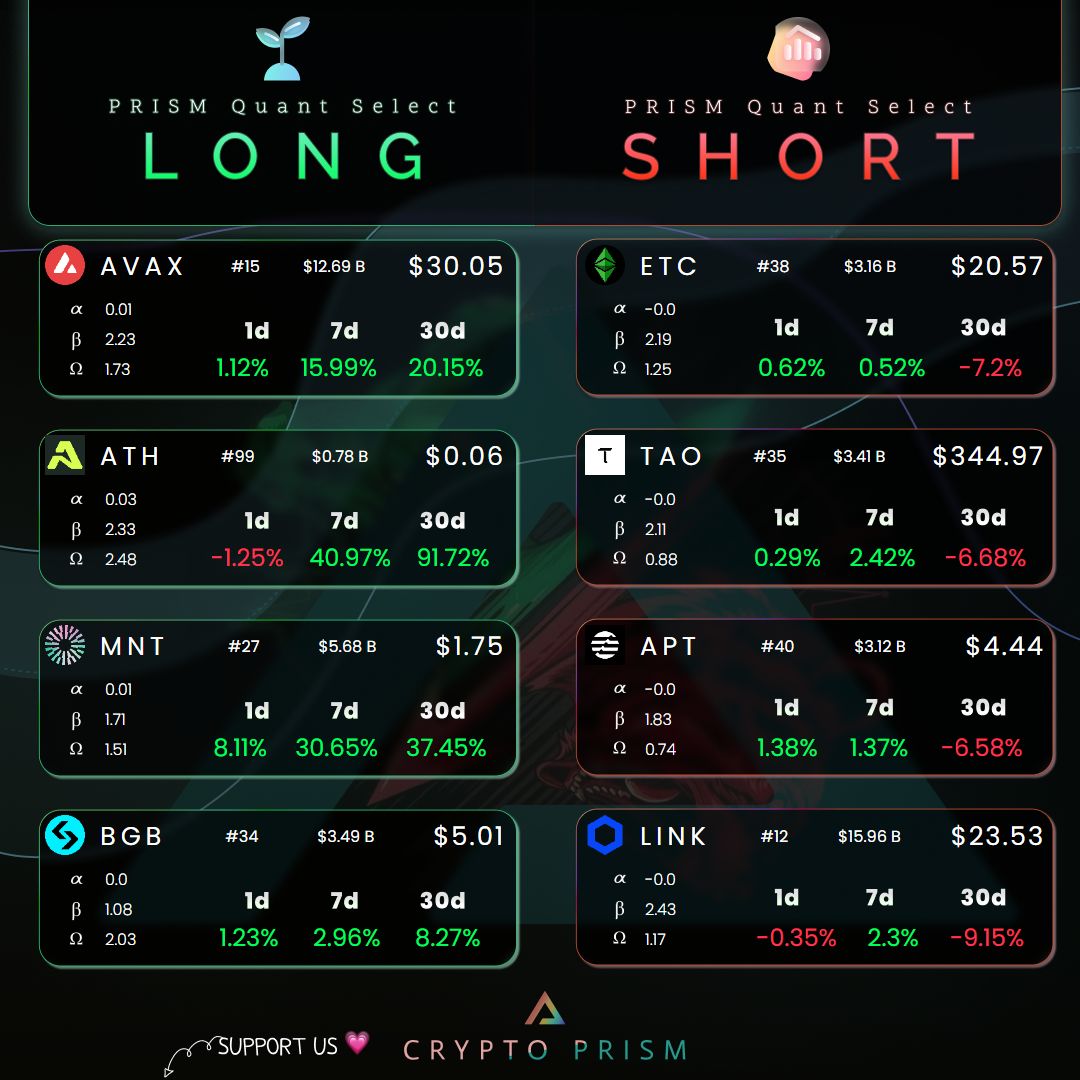 PRISM Quant Select
LONG
PRISM Quant Select
SHORT
AVAX #15 $12.69 B $30.05
α 0.01
β 2.23
Ω 1.73
1d 7d 30d
1.12% 15.99% 20.15%
ATH #99 $0.78 B $0.06
α 0.03
β 2.33
Ω 2.48
1d 7d 30d
-1.25% 40.97% 91.72%
MNT #27 $5.68 B $1.75
α 0.01
β 1.71
Ω 1.51
1d 7d 30d
8.11% 30.65% 37.45%
BGB #34 $3.49 B $5.01
α 0.0
β 1.08
Ω 2.03
1d 7d 30d
1.23% 2.96% 8.27%
ETC #38 $3.16 B $20.57
α -0.0
β 2.19
Ω 1.25
1d 7d 30d
0.62% 0.52% -7.2%
TAO #35 $3.41 B $344.97
α -0.0
β 2.11
Ω 0.88
1d 7d 30d
0.29% 2.42% -6.68%
APT #40 $3.12 B $4.44
α -0.0
β 1.83
Ω 0.74
1d 7d 30d
1.38% 1.37% -6.58%
LINK #12 $15.96 B $23.53
α -0.0
β 2.43
Ω 1.17
1d 7d 30d
-0.35% 2.3% -9.15%
SUPPORT US
CRYPTO PRISM